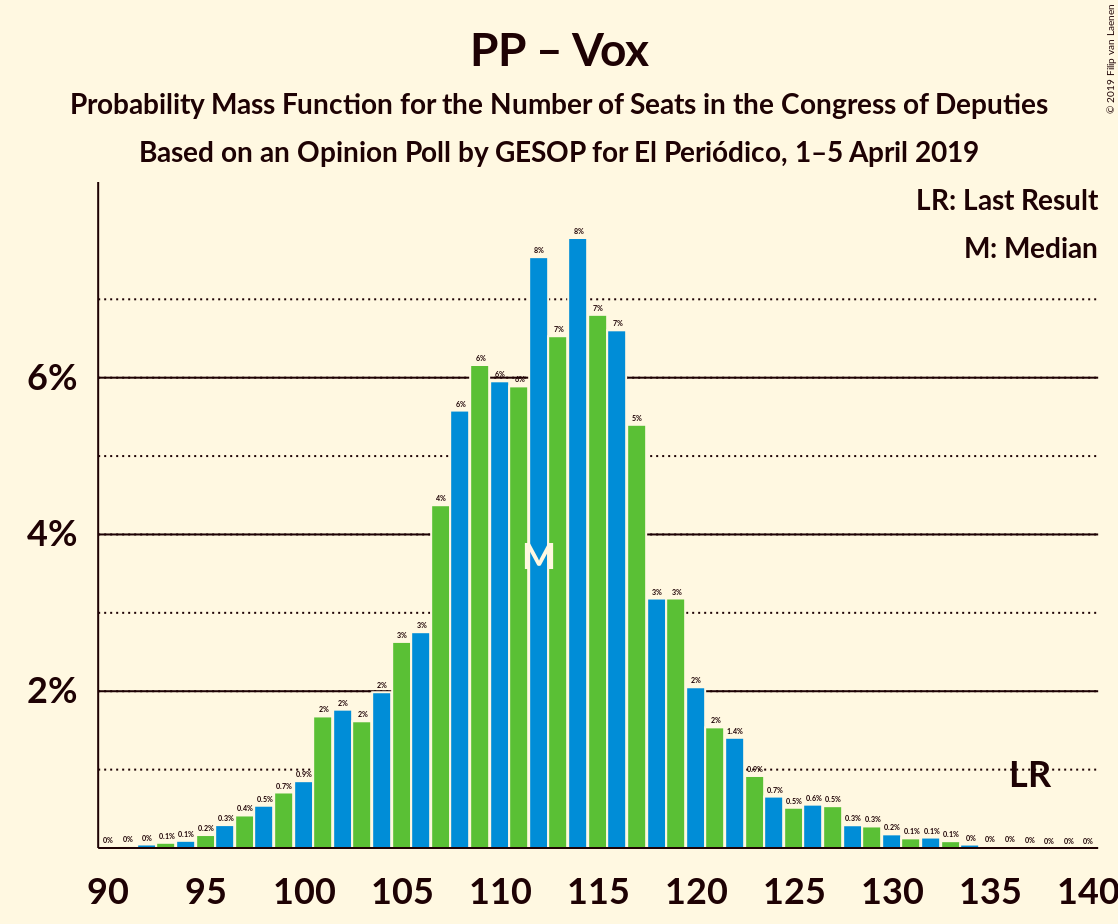 PP – Vox
Probability Mass Function for the Number of Seats in the Congress of Deputies
Based on an Opinion Poll by GESOP for El Periódico, 1–5 April 2019
© 2019 Filip van Laenen
LR: Last Result
M: Median
6%
4%
2%
0% 0% 0% 0.1% 0.1% 0.2% 0.3% 0.4% 0.5% 0.7% 0.9% 2% 2% 2% 2% 3% 3% 4% 6% 6% 6% 6% 8% 7% 8% 7% 7% 5% 3% 3% 2% 2% 1.4% 0.9% 0.7% 0.5% 0.6% 0.5% 0.3% 0.3% 0.2% 0.1% 0.1% 0.1% 0% 0% 0% 0% 0% 0% 0%
M
LR
90 95 100 105 110 115 120 125 130 135 140